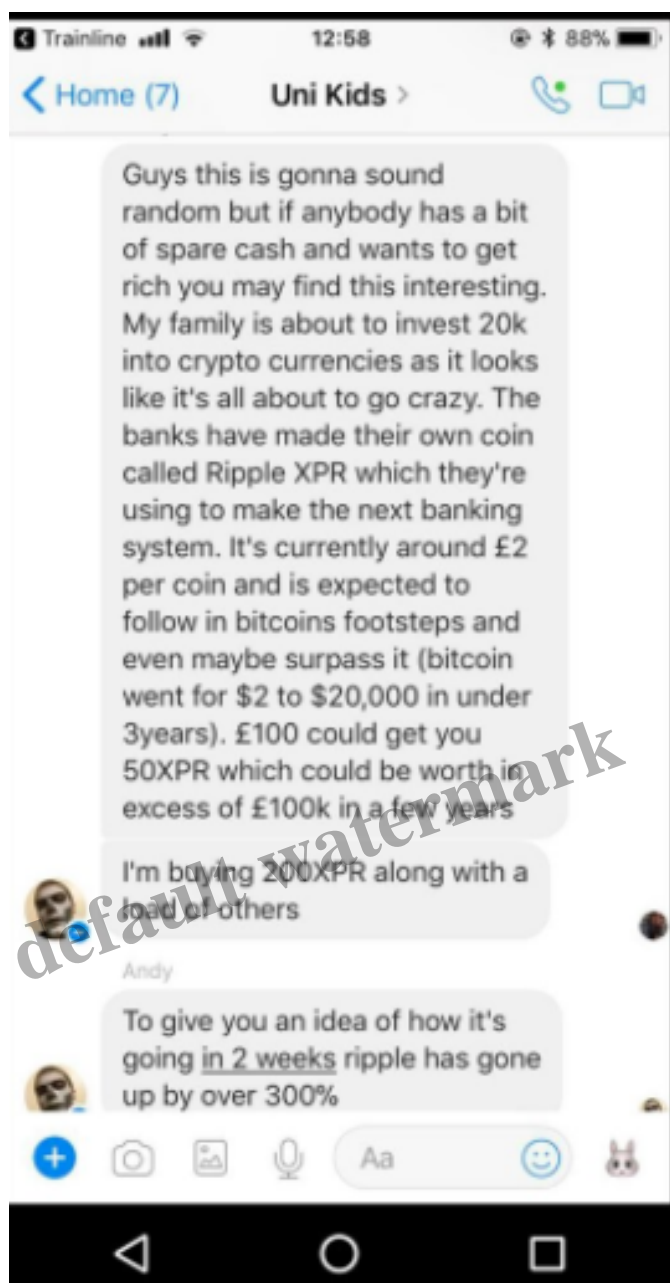 Trainline 12:58 88%
Home (7) Uni Kids
Guys this is gonna sound
random but if anybody has a bit
of spare cash and wants to get
rich you may find this interesting.
My family is about to invest 20k
into crypto currencies as it looks
like it's all about to go crazy. The
banks have made their own coin
called Ripple XPR which they're
using to make the next banking
system. It's currently around £2
per coin and is expected to
follow in bitcoins footsteps and
even maybe surpass it (bitcoin
went for $2 to $20,000 in under
3years). £100 could get you
50XPR which could be worth in
excess of £100k in a few years
I'm buying 200XPR along with a
load of others
default watermark
Andy
To give you an idea of how it's
going in 2 weeks ripple has gone
up by over 300%
Aa